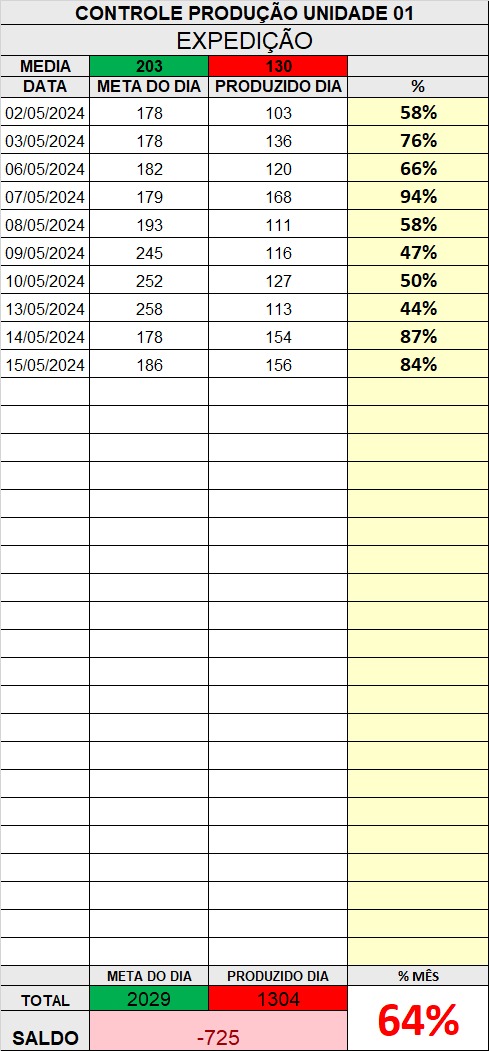 CONTROLE PRODUÇÃO UNIDADE 01
EXPEDIÇÃO
MEDIA 203 130
DATA META DO DIA PRODUZIDO DIA %
02/05/2024 178 103 58%
03/05/2024 178 136 76%
06/05/2024 182 120 66%
07/05/2024 179 168 94%
08/05/2024 193 111 58%
09/05/2024 245 116 47%
10/05/2024 252 127 50%
13/05/2024 258 113 44%
14/05/2024 178 154 87%
15/05/2024 186 156 84%
META DO DIA PRODUZIDO DIA % MÊS
TOTAL 2029 1304 64%
SALDO -725